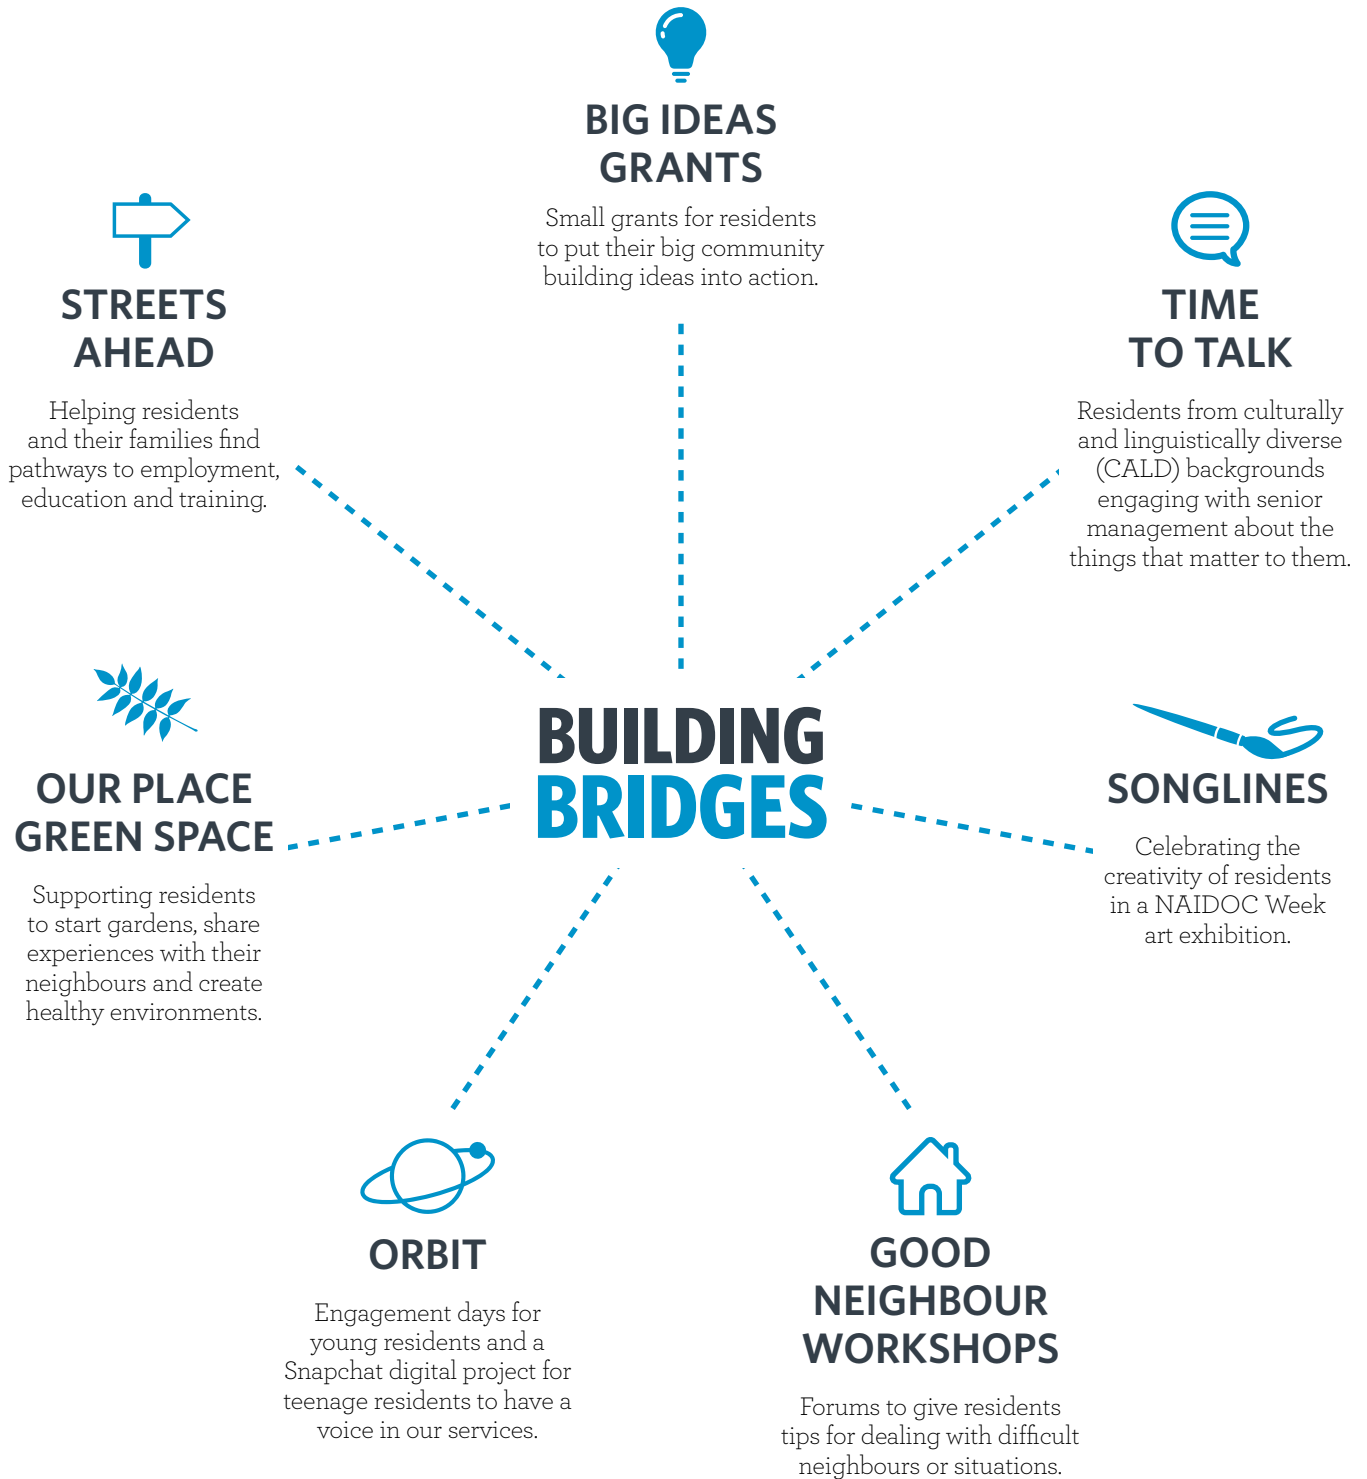 BIG IDEAS
GRANTS
Small grants for residents
to put their big community
building ideas into action.
STREETS
AHEAD
Helping residents
and their families find
pathways to employment,
education and training.
TIME
TO TALK
Residents from culturally
and linguistically diverse
(CALD) backgrounds
engaging with senior
management about the
things that matter to them.
BUILDING
BRIDGES
OUR PLACE
GREEN SPACE
Supporting residents
to start gardens, share
experiences with their
neighbours and create
healthy environments.
SONGLINES
Celebrating the
creativity of residents
in a NAIDOC Week
art exhibition.
ORBIT
Engagement days for
young residents and a
Snapchat digital project for
teenage residents to have a
voice in our services.
GOOD
NEIGHBOUR
WORKSHOPS
Forums to give residents
tips for dealing with difficult
neighbours or situations.